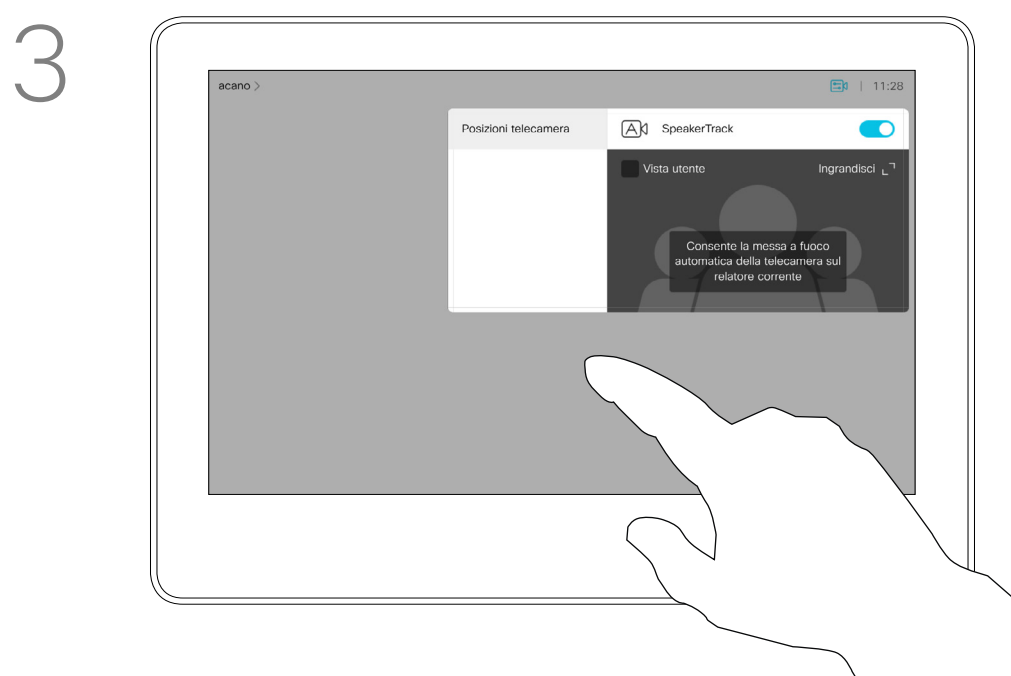 3
acano >
11:28
Posizioni telecamera
SpeakerTrack
Vista utente
Ingrandisci
Consente la messa a fuoco
automatica della telecamera sul
relatore corrente